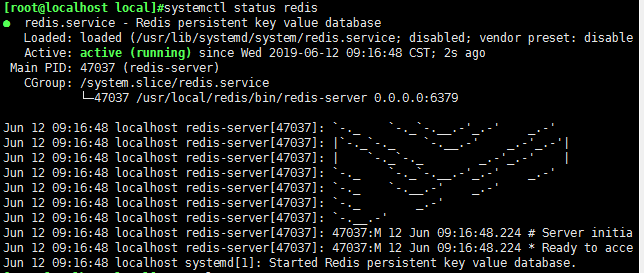 [root@localhost local]#systemctl status redis
● redis.service - Redis persistent key value database
   Loaded: loaded (/usr/lib/systemd/system/redis.service; disabled; vendor preset: disable
   Active: active (running) since Wed 2019-06-12 09:16:48 CST; 2s ago
 Main PID: 47037 (redis-server)
   CGroup: /system.slice/redis.service
           └─47037 /usr/local/redis/bin/redis-server 0.0.0.0:6379

Jun 12 09:16:48 localhost redis-server[47037]: `-._    `-._`-.__.-'_.-'    _.-'
Jun 12 09:16:48 localhost redis-server[47037]: |`-._`-._    `-.__.-'    _.-'_.-'|
Jun 12 09:16:48 localhost redis-server[47037]: |    `-._`-._        _.-'_.-'    |
Jun 12 09:16:48 localhost redis-server[47037]: `-._    `-._`-.__.-'_.-'    _.-'
Jun 12 09:16:48 localhost redis-server[47037]: `-._    `-.__.-'    _.-'
Jun 12 09:16:48 localhost redis-server[47037]: `-._        _.-'
Jun 12 09:16:48 localhost redis-server[47037]: `-.__.-'
Jun 12 09:16:48 localhost redis-server[47037]: 47037:M 12 Jun 09:16:48.224 # Server initia
Jun 12 09:16:48 localhost redis-server[47037]: 47037:M 12 Jun 09:16:48.224 * Ready to acce
Jun 12 09:16:48 localhost systemd[1]: Started Redis persistent key value database.